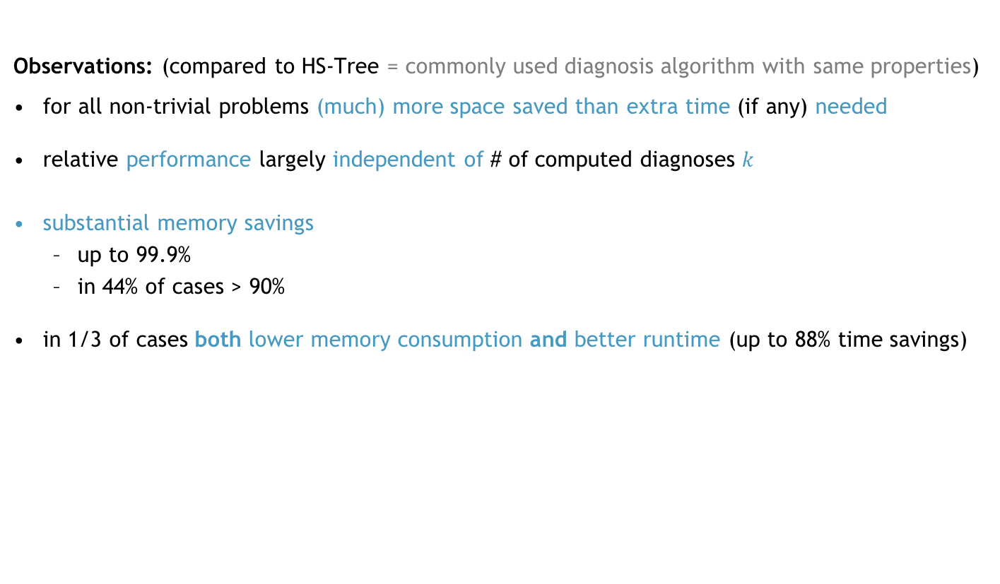 Observations: (compared to HS-Tree = commonly used diagnosis algorithm with same properties)
• for all non-trivial problems (much) more space saved than extra time (if any) needed
• relative performance largely independent of # of computed diagnoses k
• substantial memory savings
– up to 99.9%
– in 44% of cases > 90%
• in 1/3 of cases both lower memory consumption and better runtime (up to 88% time savings)